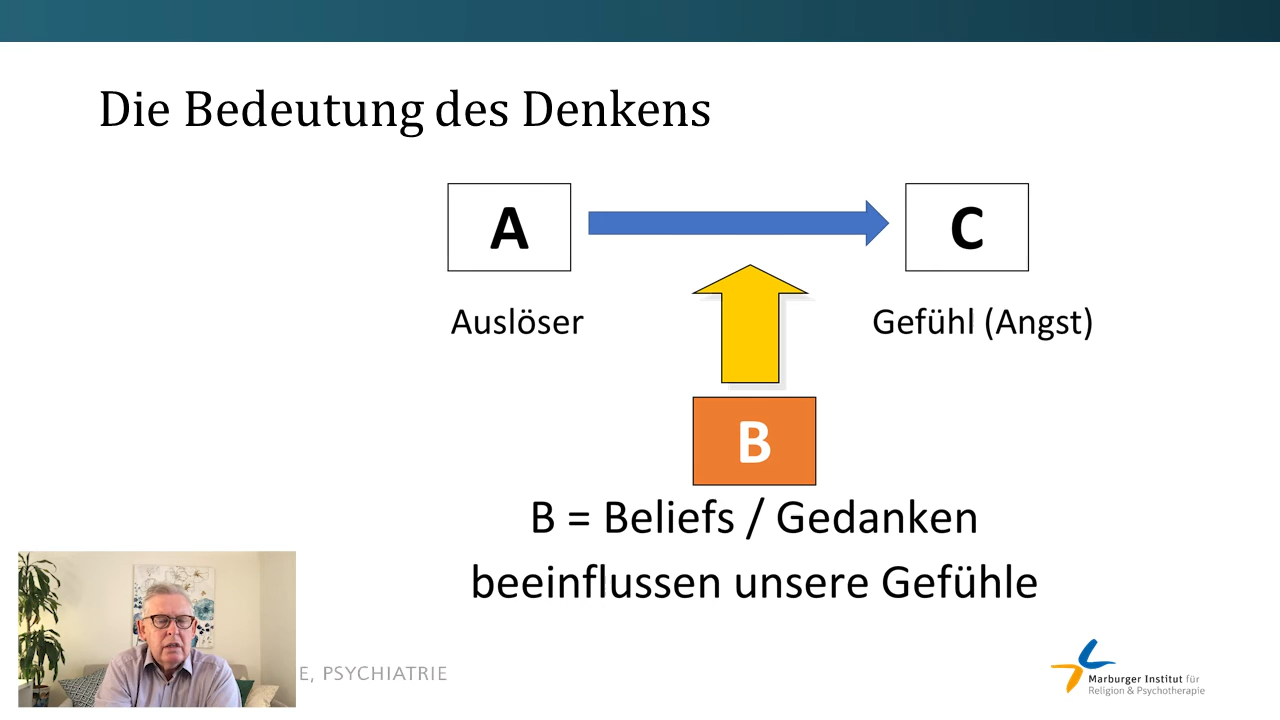 Die Bedeutung des Denkens
A
C
Auslöser
Gefühl (Angst)
B
B = Beliefs / Gedanken
beeinflussen unsere Gefühle
E, PSYCHIATRIE
Marburger Institut für
Religion & Psychotherapie